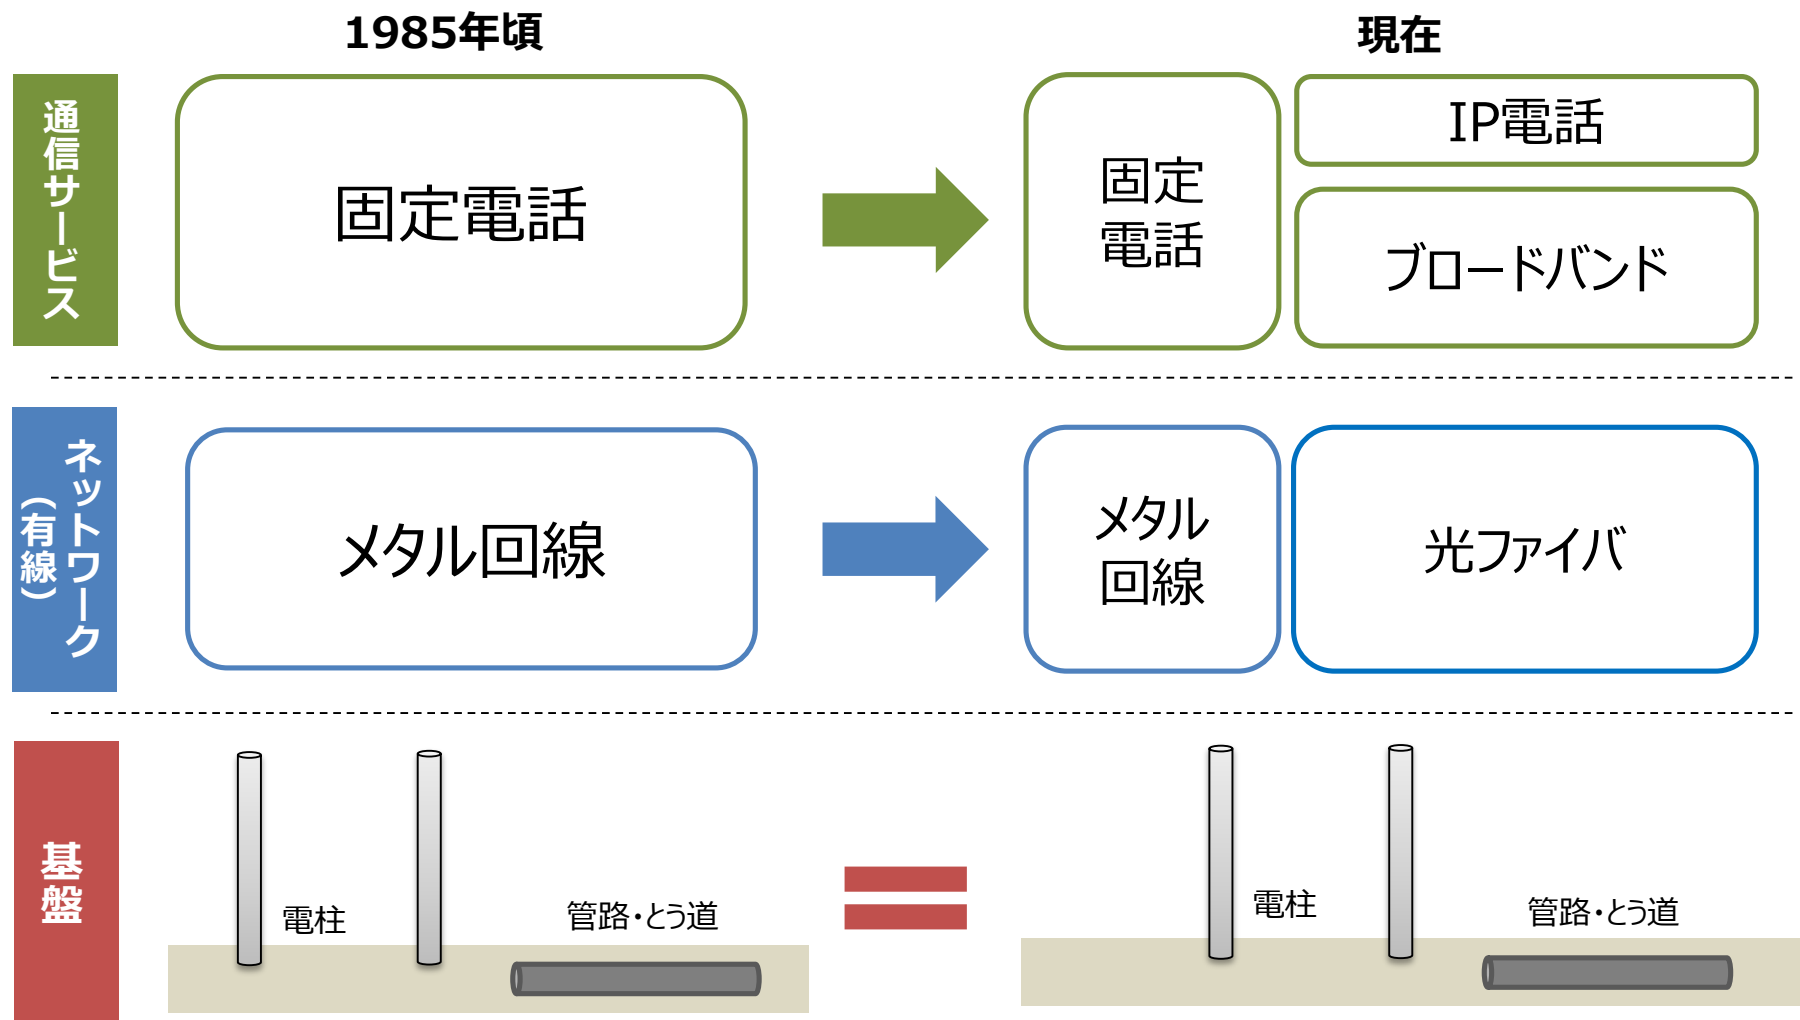 1985年頃
現在
通信サービス
固定電話
固定
電話
IP電話
ブロードバンド
ネットワーク
（有線）
メタル回線
メタル
回線
光ファイバ
基盤
電柱
管路・とう道
電柱
管路・とう道